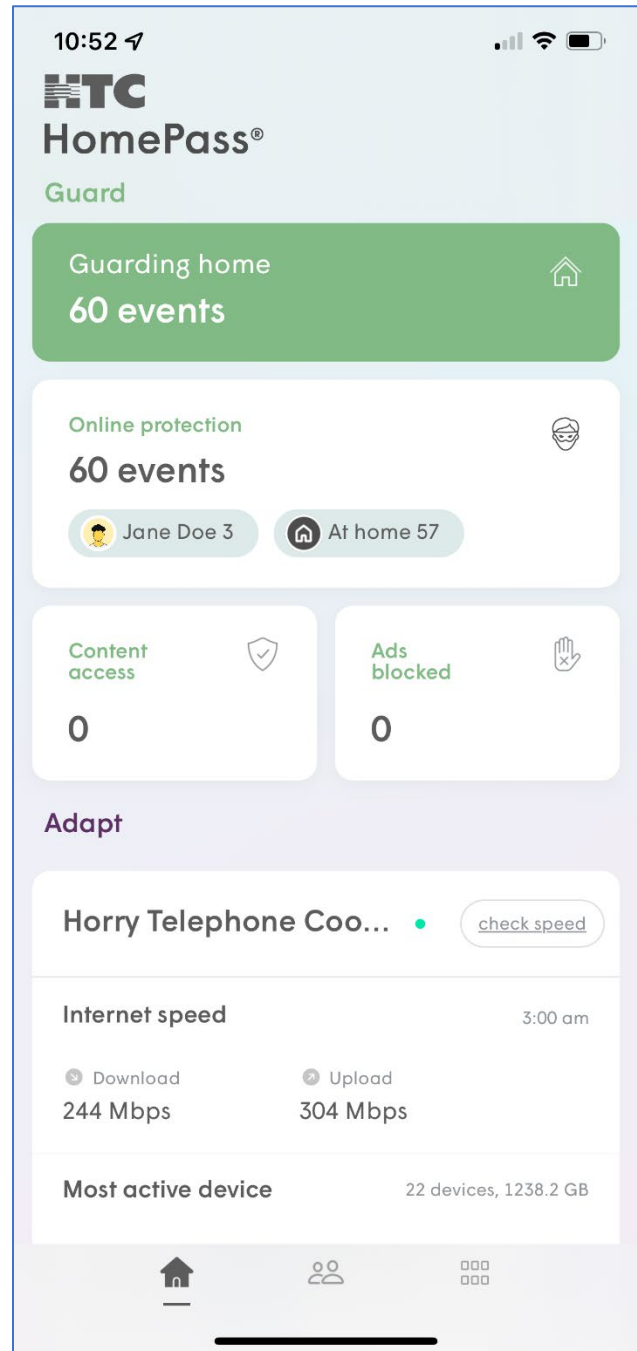 10:52
HTC
HomePass®
Guard
Guarding home
60 events
Online protection
60 events
Jane Doe 3
At home 57
Content
access
0
Ads
blocked
0
Adapt
Horry Telephone Coo...
check speed
Internet speed
3:00 am
Download
244 Mbps
Upload
304 Mbps
Most active device
22 devices, 1238.2 GB